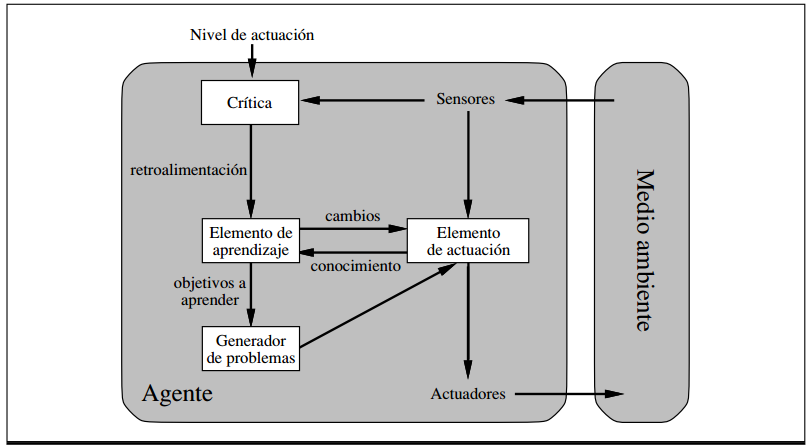 Nivel de actuación
Crítica
Sensores
retroalimentación
Elemento de
aprendizaje
cambios
conocimiento
Elemento
de actuación
objetivos a
aprender
Generador
de problemas
Agente
Actuadores
Medio ambiente